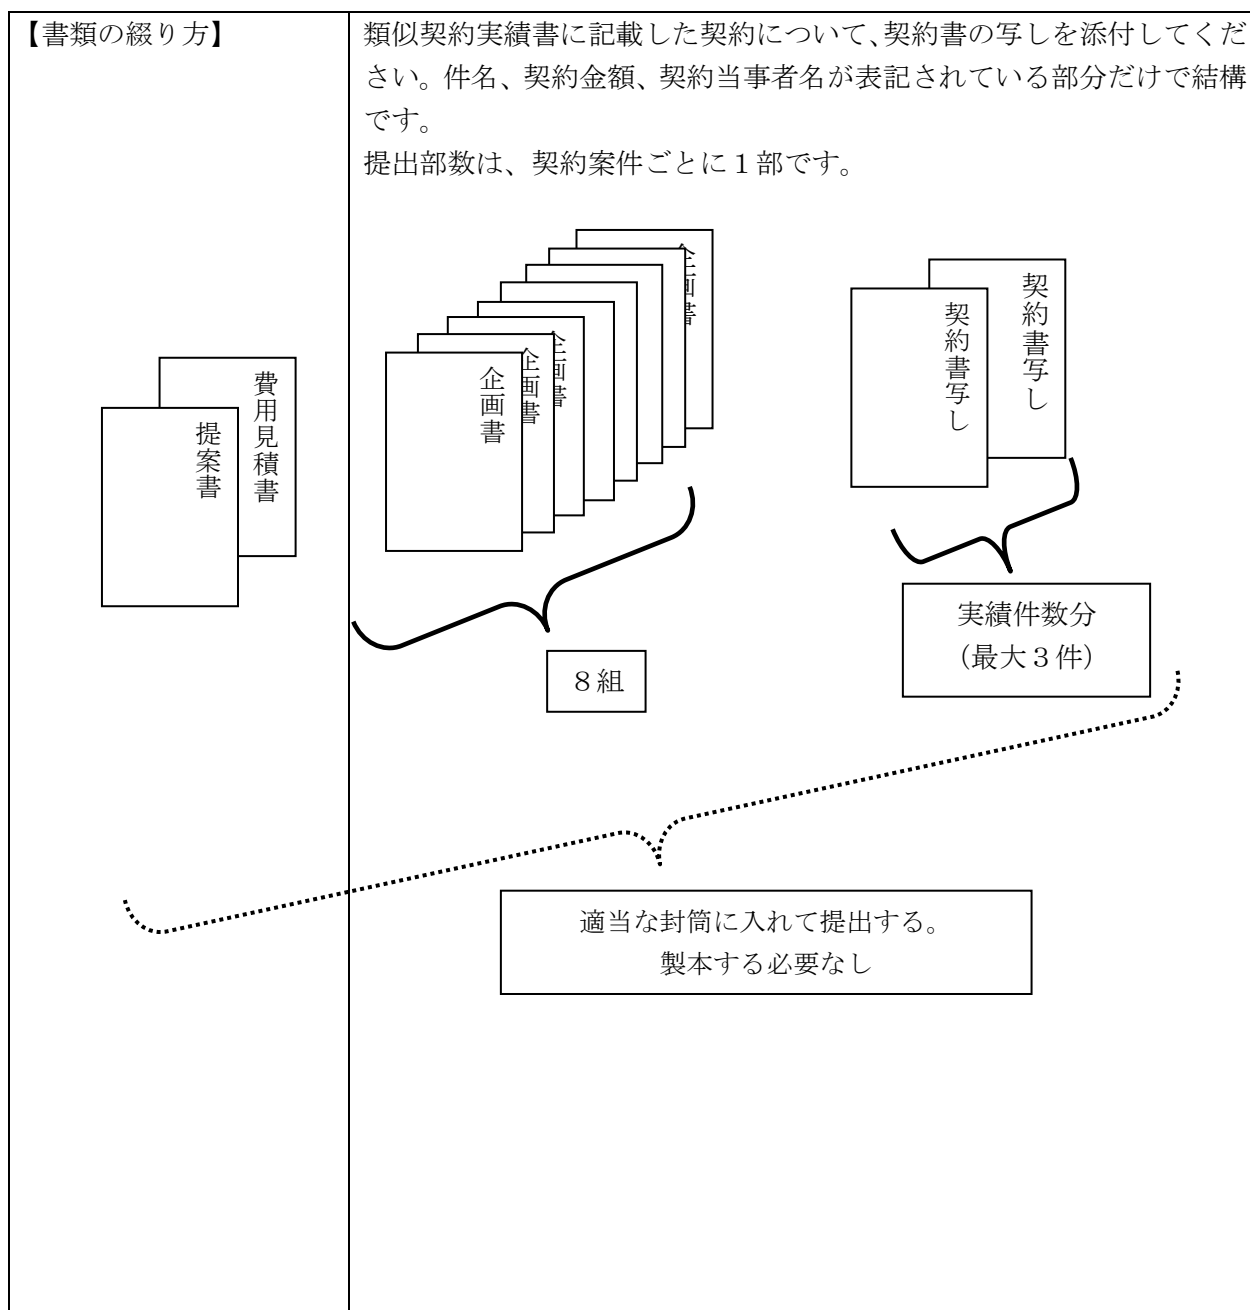 【書類の綴り方】
類似契約実績書に記載した契約について、契約書の写しを添付してくだ
さい。件名、契約金額、契約当事者名が表記されている部分だけで結構
です。
提出部数は、契約案件ごとに１部です。
費用見積書
提案書
企画書
企画書
企画書
企画書
契約書写し
契約書写し
８組
実績件数分
（最大３件）
適当な封筒に入れて提出する。
製本する必要なし